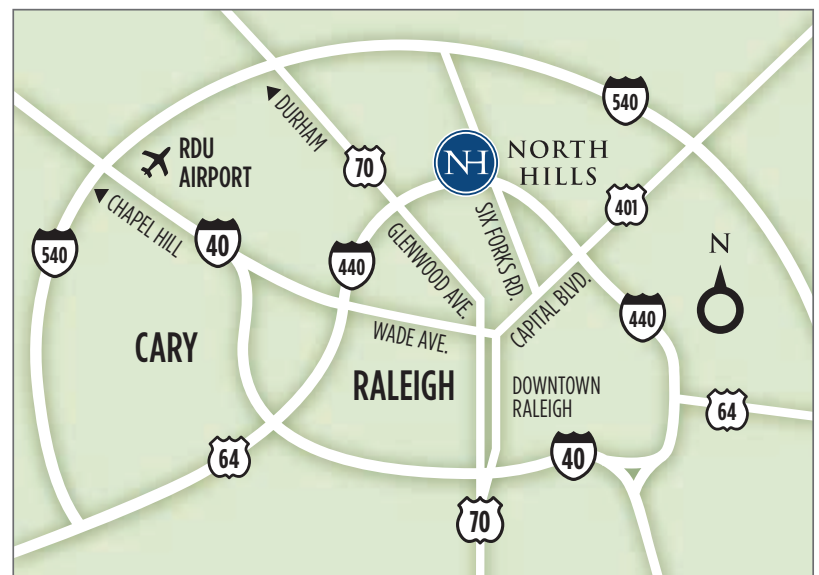 540
DURHAM
RDU
AIRPORT
70
NH
NORTH
HILLS
401
CHAPEL HILL
540
40
440
GLENWOOD AVE.
SIX FORKS RD.
N
CAPITAL BLVD.
440
WADE AVE.
CARY
RALEIGH
DOWNTOWN
RALEIGH
64
64
40
70